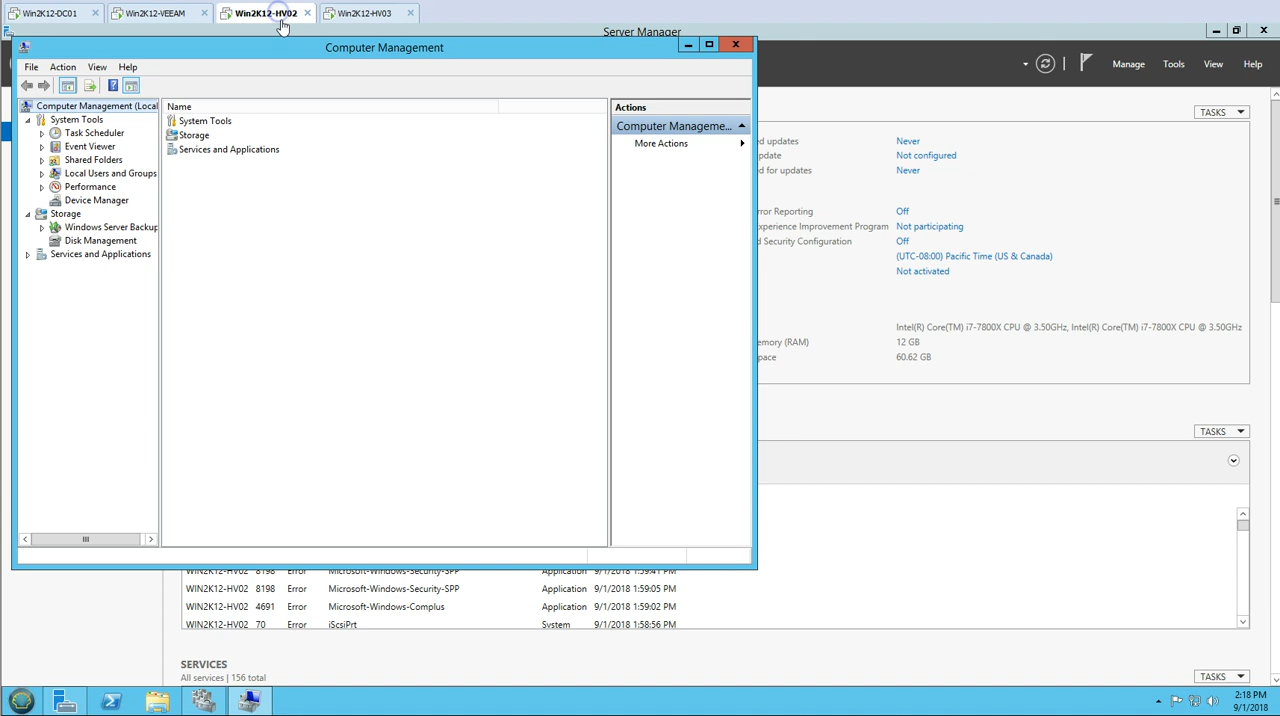 Win2K12-DC01 Win2K12-VEEAM Win2K12-HV02 Win2K12-HV03
Server Manager
Computer Management
File Action View Help
Manage Tools View Help
Computer Management (Local
System Tools
Task Scheduler
Event Viewer
Shared Folders
Local Users and Groups
Performance
Device Manager
Storage
Windows Server Backup
Disk Management
Services and Applications
Name
System Tools
Storage
Services and Applications
Actions
Computer Manageme...
More Actions
TASKS
ed updates Never
pdate Not configured
d for updates Never
rror Reporting Off
xperience Improvement Program Not participating
d Security Configuration Off
(UTC-08:00) Pacific Time (US & Canada)
Not activated
Intel(R) Core(TM) i7-7800X CPU @ 3.50GHz, Intel(R) Core(TM) i7-7800X CPU @ 3.50GHz
emory (RAM) 12 GB
pace 60.62 GB
TASKS
WIN2K12-HV02 8198 Error Microsoft-Windows-Security-SPP Application 9/1/2018 1:59:41 PM
WIN2K12-HV02 8198 Error Microsoft-Windows-Security-SPP Application 9/1/2018 1:59:05 PM
WIN2K12-HV02 4691 Error Microsoft-Windows-Complus Application 9/1/2018 1:59:02 PM
WIN2K12-HV02 70 Error iScsiPrt System 9/1/2018 1:58:56 PM
SERVICES
All services | 156 total
TASKS
2:18 PM
9/1/2018